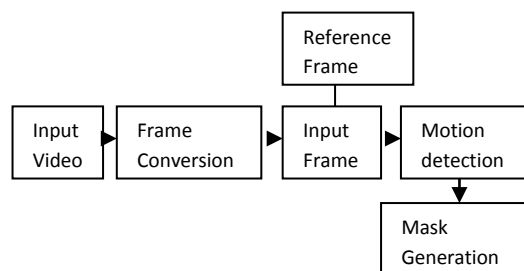 Reference
Frame
Input
Video
Frame
Conversion
Input
Frame
Motion
detection
Mask
Generation